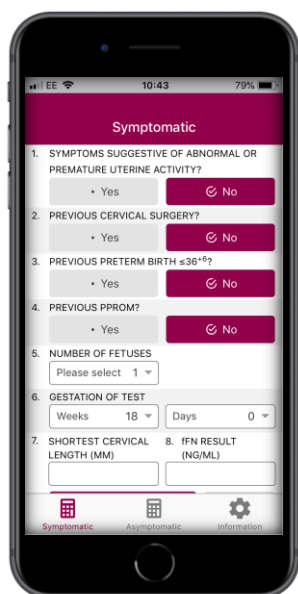 EE 10:43 79%
Symptomatic
1. SYMPTOMS SUGGESTIVE OF ABNORMAL OR
PREMATURE UTERINE ACTIVITY?
• Yes No
2. PREVIOUS CERVICAL SURGERY?
• Yes No
3. PREVIOUS PRETERM BIRTH ≤36⁺⁶?
• Yes No
4. PREVIOUS PPROM?
• Yes No
5. NUMBER OF FETUSES
Please select 1
6. GESTATION OF TEST
Weeks 18 Days 0
7. SHORTEST CERVICAL 8. fFN RESULT
LENGTH (MM) (NG/ML)
Symptomatic Asymptomatic Information